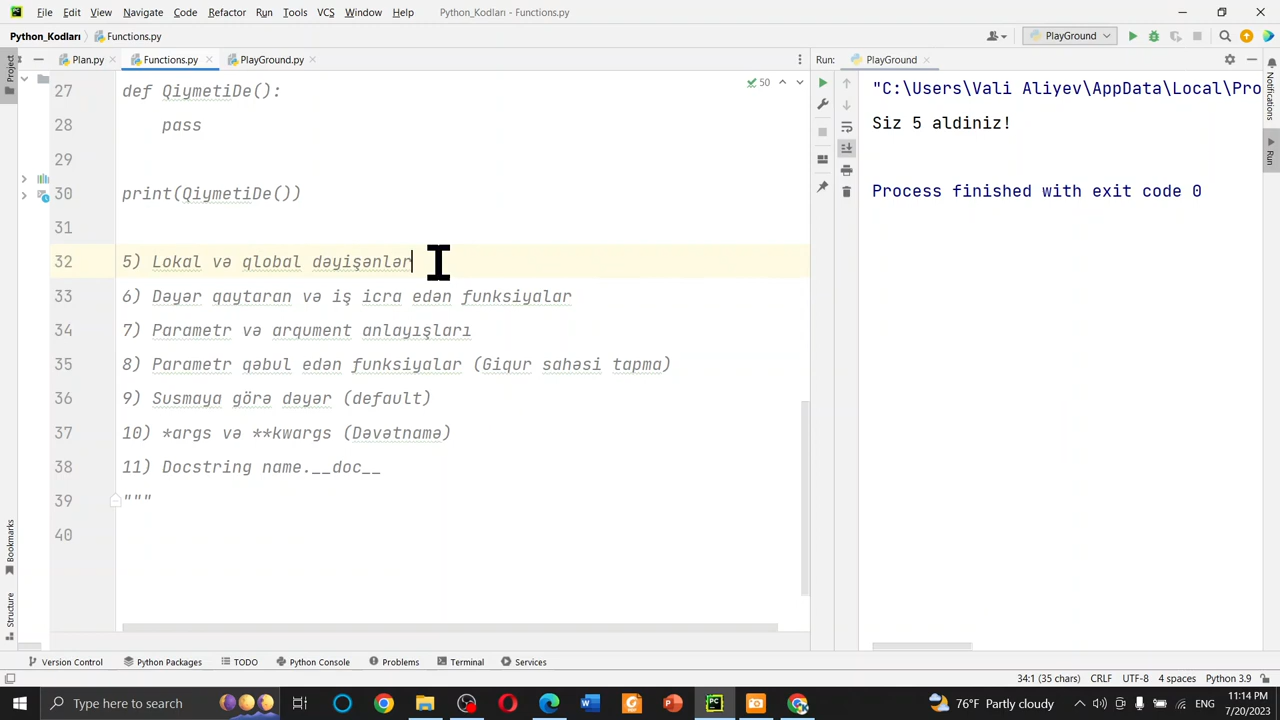 File Edit View Navigate Code Refactor Run Tools VCS Window Help Python_Kodları - Functions.py
Python_Kodları Functions.py PlayGround
Project
Plan.py Functions.py PlayGround.py Run: PlayGround
Notifications
Run
50
27 def QiymetiDe():
28 pass
29
30 print(QiymetiDe())
31
32 5) Lokal və qlobal dəyişənlər
33 6) Dəyər qaytaran və iş icra edən funksiyalar
34 7) Parametr və arqument anlayışları
35 8) Parametr qəbul edən funksiyalar (Giqur sahəsi tapma)
36 9) Susmaya görə dəyər (default)
37 10) *args və **kwargs (Dəvətnamə)
38 11) Docstring name.__doc__
39 """
40
"C:\Users\Vali Aliyev\AppData\Local\Pro
Siz 5 aldiniz!
Process finished with exit code 0
Bookmarks
Structure
Version Control Python Packages TODO Python Console Problems Terminal Services
34:1 (35 chars) CRLF UTF-8 4 spaces Python 3.9
Type here to search
76°F Partly cloudy ENG 11:14 PM
7/20/2023